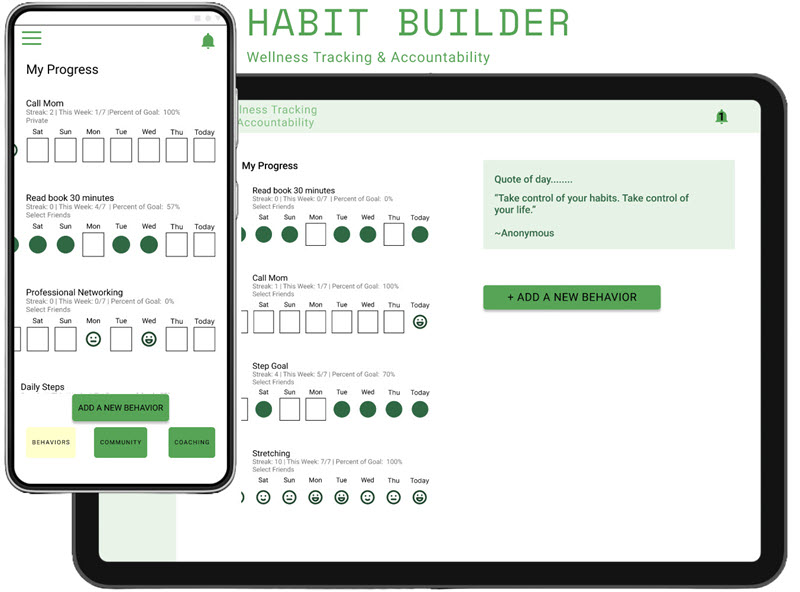 HABIT BUILDER
Wellness Tracking & Accountability
My Progress
Call Mom
Streak: 2 | This Week: 1/7 |Percent of Goal: 100%
Private
Sat Sun Mon Tue Wed Thu Today
Read book 30 minutes
Streak: 0 | This Week: 4/7 | Percent of Goal: 57%
Select Friends
Sat Sun Mon Tue Wed Thu Today
Professional Networking
Streak: 0 | This Week: 0/7 | Percent of Goal: 0%
Select Friends
Sat Sun Mon Tue Wed Thu Today
Daily Steps
ADD A NEW BEHAVIOR
BEHAVIORS COMMUNITY COACHING
lness Tracking
Accountability
1
My Progress
Read book 30 minutes
Streak: 0 | This Week: 0/7 | Percent of Goal: 0%
Select Friends
Sat Sun Mon Tue Wed Thu Today
Call Mom
Streak: 1 | This Week: 1/7 | Percent of Goal: 100%
Select Friends
Sat Sun Mon Tue Wed Thu Today
Step Goal
Streak: 4 | This Week: 5/7 | Percent of Goal: 70%
Select Friends
Sat Sun Mon Tue Wed Thu Today
Stretching
Streak: 10 | This Week: 7/7 | Percent of Goal: 100%
Select Friends
Sat Sun Mon Tue Wed Thu Today
Quote of day........
“Take control of your habits. Take control of
your life.”
~Anonymous
+ ADD A NEW BEHAVIOR